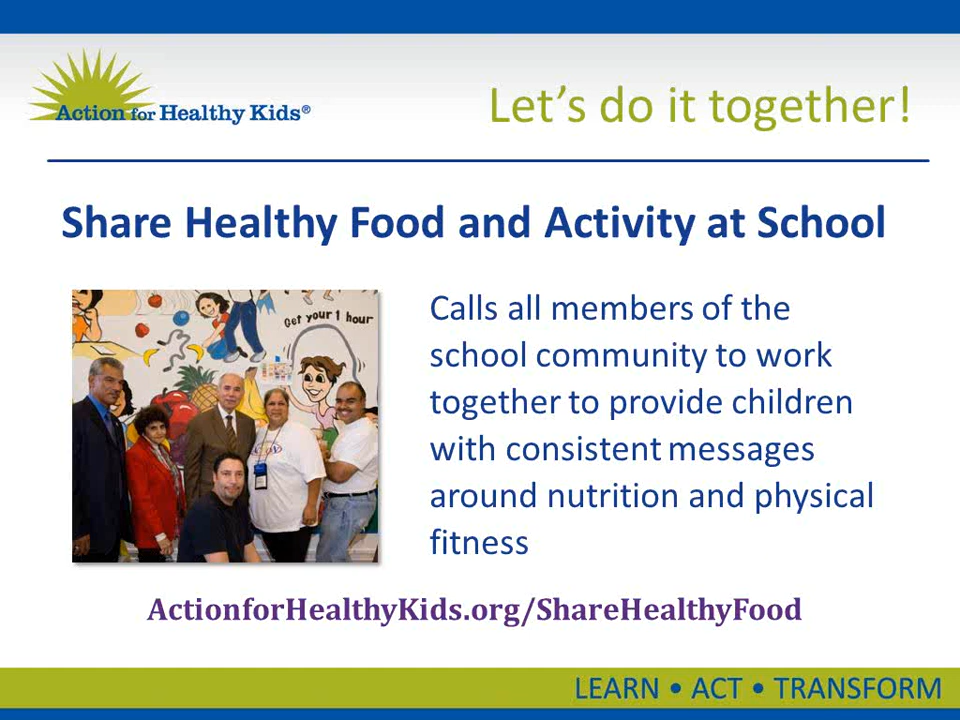 Action for Healthy Kids®
Let's do it together!
Share Healthy Food and Activity at School
Get your 1 hour
Calls all members of the
school community to work
together to provide children
with consistent messages
around nutrition and physical
fitness
ActionforHealthyKids.org/ShareHealthyFood
LEARN • ACT • TRANSFORM